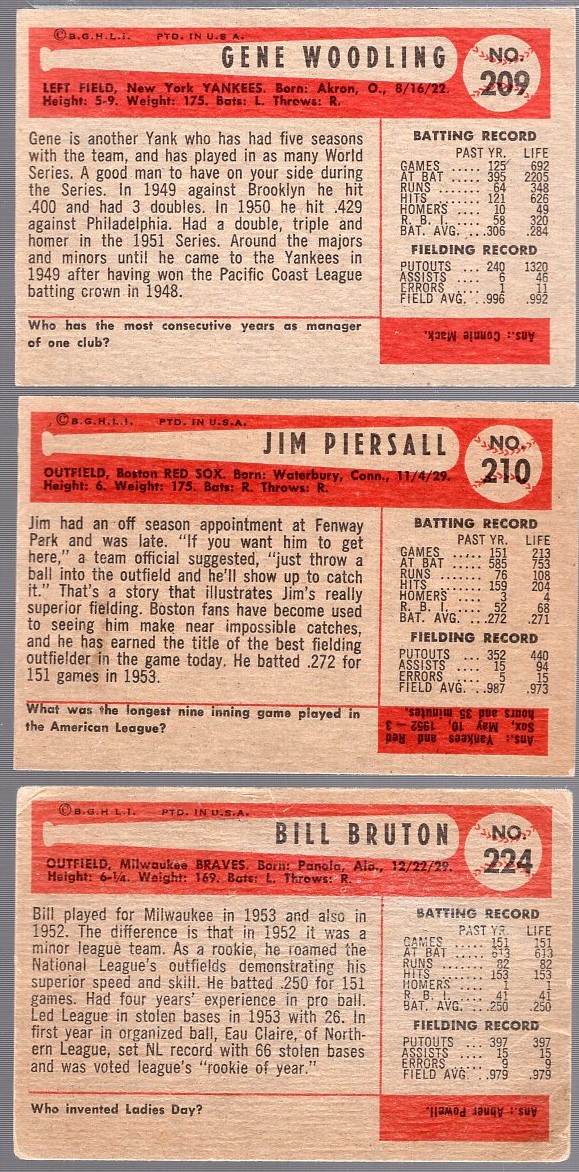 ©B.G.H.L.I. PTD. IN U.S.A.
GENE WOODLING
NO.
209
LEFT FIELD, New York YANKEES. Born: Akron, O., 8/16/22.
Height: 5-9. Weight: 175. Bats: L. Throws: R.
Gene is another Yank who has had five seasons
with the team, and has played in as many World
Series. A good man to have on your side during
the Series. In 1949 against Brooklyn he hit
.400 and had 3 doubles. In 1950 he hit .429
against Philadelphia. Had a double, triple and
homer in the 1951 Series. Around the majors
and minors until he came to the Yankees in
1949 after having won the Pacific Coast League
batting crown in 1948.
BATTING RECORD
PAST YR. LIFE
GAMES ..... 125 692
AT BAT .... 395 2205
RUNS ...... 64 348
HITS ...... 121 626
HOMERS .... 10 49
R. B. I. .... 58 320
BAT. AVG. .. .306 .284
FIELDING RECORD
PUTOUTS ... 240 1320
ASSISTS .... 6 46
ERRORS .... 1 11
FIELD AVG. . .996 .992
Who has the most consecutive years as manager
of one club?
Ans.: Connie Mack.
©B.G.H.L.I. PTD. IN U.S.A.
JIM PIERSALL
NO.
210
OUTFIELD, Boston RED SOX. Born: Waterbury, Conn., 11/4/29.
Height: 6. Weight: 175. Bats: R. Throws: R.
Jim had an off season appointment at Fenway
Park and was late. "If you want him to get
here," a team official suggested, "just throw a
ball into the outfield and he'll show up to catch
it." That's a story that illustrates Jim's really
superior fielding. Boston fans have become used
to seeing him make near impossible catches,
and he has earned the title of the best fielding
outfielder in the game today. He batted .272 for
151 games in 1953.
BATTING RECORD
PAST YR. LIFE
GAMES ..... 151 213
AT BAT .... 585 753
RUNS ...... 76 108
HITS ...... 159 204
HOMERS .... 3 4
R. B. I. .... 52 68
BAT. AVG. .. .272 .271
FIELDING RECORD
PUTOUTS ... 352 440
ASSISTS .... 15 94
ERRORS .... 5 15
FIELD AVG. . .987 .973
What was the longest nine inning game played in
the American League?
Ans.: Yankees and Red
Sox, May 10, 1952 — 3
hours and 35 minutes.
©B.G.H.L.I. PTD. IN U.S.A.
BILL BRUTON
NO.
224
OUTFIELD, Milwaukee BRAVES. Born: Panola, Ala., 12/22/29.
Height: 6-¼. Weight: 169. Bats: L. Throws: R.
Bill played for Milwaukee in 1953 and also in
1952. The difference is that in 1952 it was a
minor league team. As a rookie, he roamed the
National League's outfields demonstrating his
superior speed and skill. He batted .250 for 151
games. Had four years' experience in pro ball.
Led League in stolen bases in 1953 with 26. In
first year in organized ball, Eau Claire, of North-
ern League, set NL record with 66 stolen bases
and was voted league's "rookie of year."
BATTING RECORD
PAST YR. LIFE
GAMES ..... 151 151
AT BAT .... 613 613
RUNS ...... 82 82
HITS ...... 153 153
HOMERS .... 1 1
R. B. I. .... 41 41
BAT. AVG. .. .250 .250
FIELDING RECORD
PUTOUTS ... 397 397
ASSISTS .... 15 15
ERRORS .... 9 9
FIELD AVG. . .979 .979
Who invented Ladies Day?
Ans.: Abner Powell.